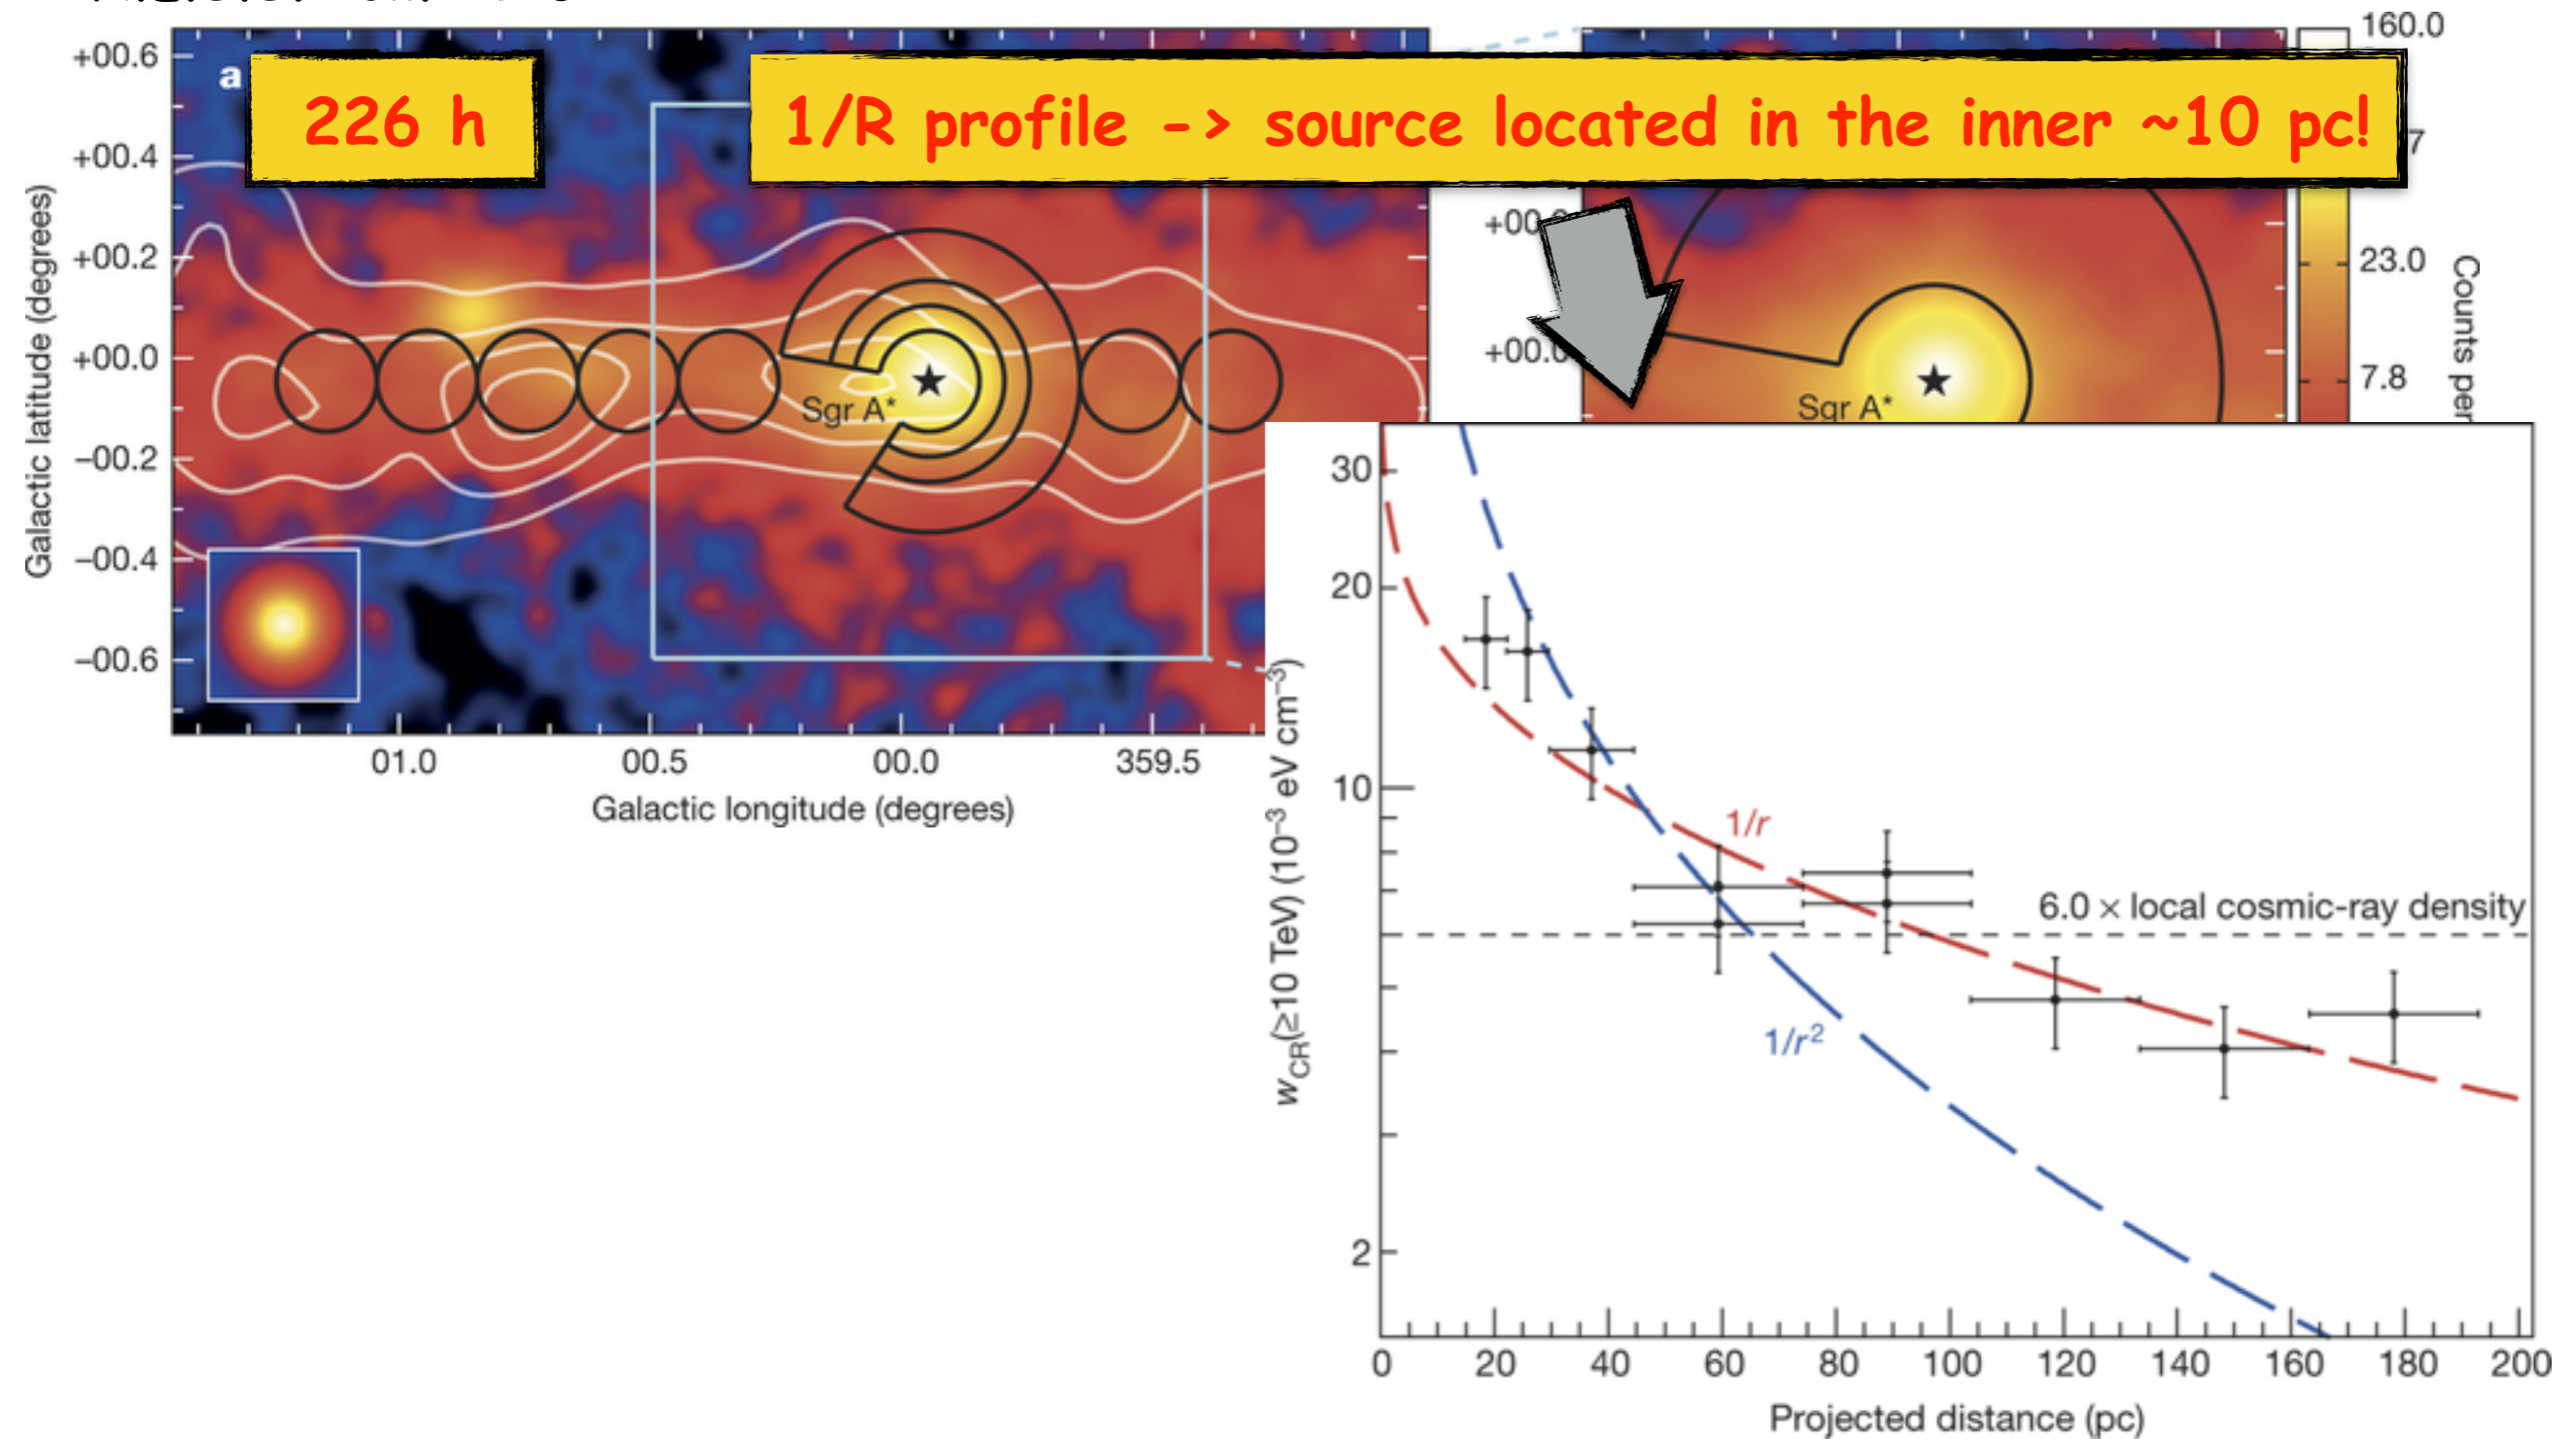 226 h
1/R profile -> source located in the inner ~10 pc!
a
+00.6
+00.4
+00.2
+00.0
−00.2
−00.4
−00.6
Galactic latitude (degrees)
Sgr A*
01.0
00.5
00.0
359.5
Galactic longitude (degrees)
+00.0
Sgr A*
160.0
23.0
7.8
Counts per
30
20
10
2
w_CR(≥10 TeV) (10⁻³ eV cm⁻³)
1/r
1/r²
6.0 × local cosmic-ray density
0
20
40
60
80
100
120
140
160
180
200
Projected distance (pc)